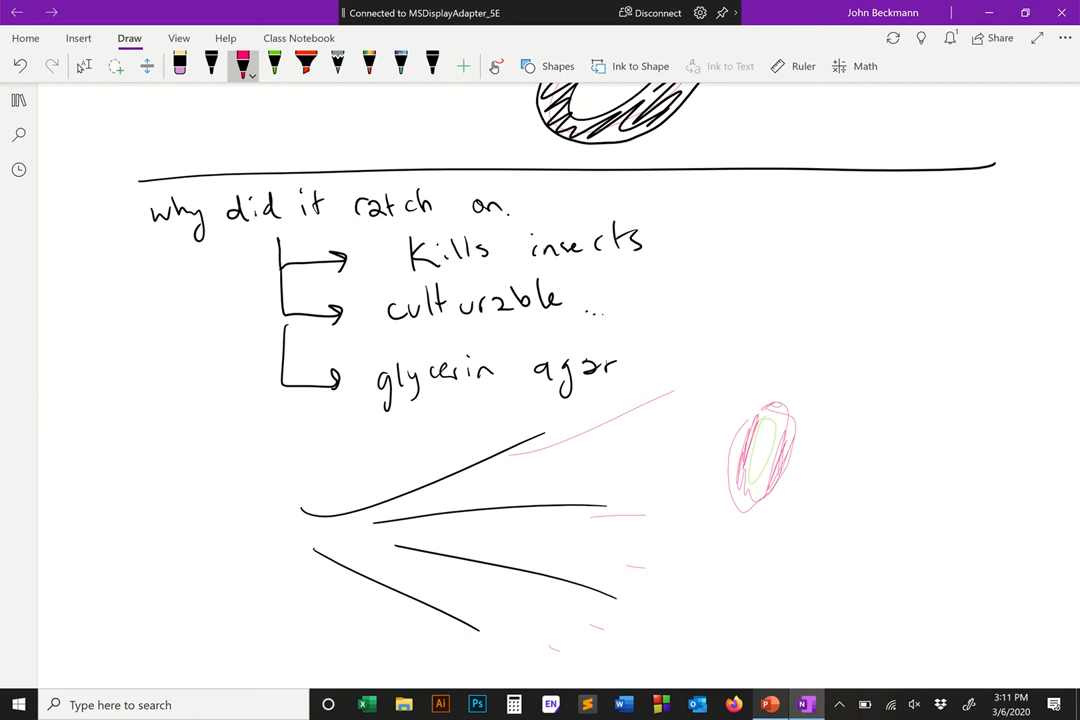 Connected to MSDisplayAdapter_5E
Disconnect
John Beckmann
Home Insert Draw View Help Class Notebook
Share
Shapes
Ink to Shape
Ink to Text
Ruler
Math
why did it catch on.
Kills insects
culturable ...
glycerin agar
Type here to search
EN
3:11 PM
3/6/2020